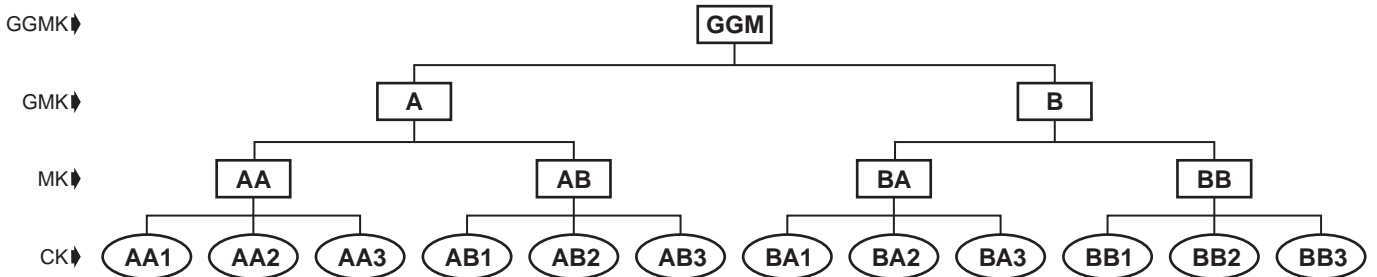 GGMK GGM
GMK A B
MK AA AB BA BB
CK AA1 AA2 AA3 AB1 AB2 AB3 BA1 BA2 BA3 BB1 BB2 BB3